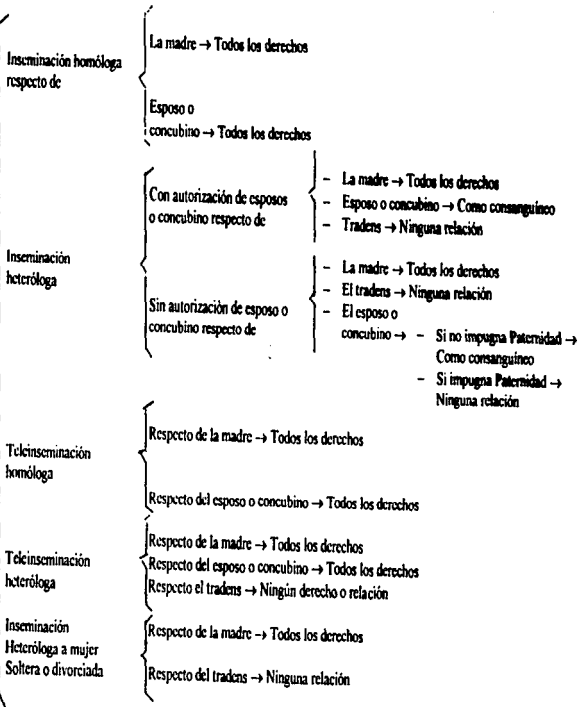 Inseminación homóloga
respecto de
La madre → Todos los derechos
Esposo o
concubino → Todos los derechos
Inseminación
heteróloga
Con autorización de esposos
o concubino respecto de
- La madre → Todos los derechos
- Esposo o concubino → Como consanguíneo
- Tradens → Ninguna relación
Sin autorización de esposo o
concubino respecto de
- La madre → Todos los derechos
- El tradens → Ninguna relación
- El esposo o
concubino → - Si no impugna Paternidad →
Como consanguíneo
- Si impugna Paternidad →
Ninguna relación
Teleinseminación
homóloga
Respecto de la madre → Todos los derechos
Respecto del esposo o concubino → Todos los derechos
Teleinseminación
heteróloga
Respecto de la madre → Todos los derechos
Respecto del esposo o concubino → Todos los derechos
Respecto el tradens → Ningún derecho o relación
Inseminación
Heteróloga a mujer
Soltera o divorciada
Respecto de la madre → Todos los derechos
Respecto del tradens → Ninguna relación